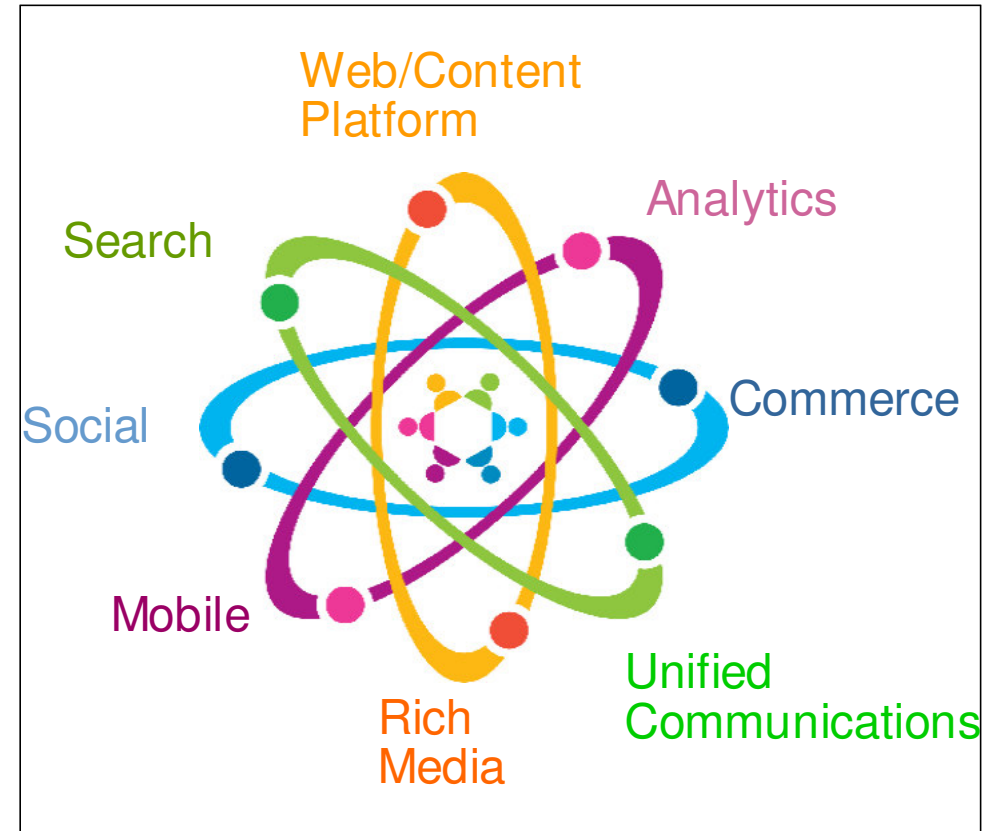 Web/Content
Platform
Analytics
Search
Commerce
Social
Mobile
Unified
Communications
Rich
Media